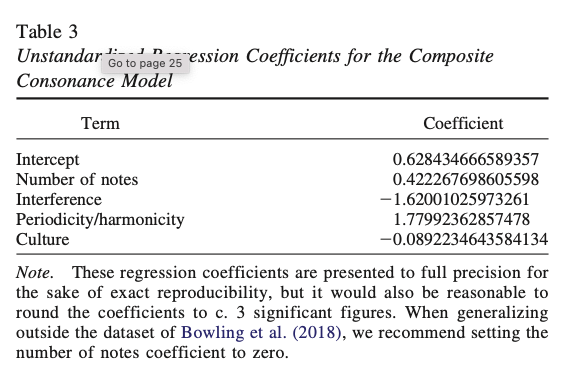 Table 3
Go to page 25
Regression Coefficients for the Composite
Consonance Model
Term Coefficient
Intercept 0.628434666589357
Number of notes 0.422267698605598
Interference −1.62001025973261
Periodicity/harmonicity 1.77992362857478
Culture −0.0892234643584134
Note. These regression coefficients are presented to full precision for
the sake of exact reproducibility, but it would also be reasonable to
round the coefficients to c. 3 significant figures. When generalizing
outside the dataset of Bowling et al. (2018), we recommend setting the
number of notes coefficient to zero.